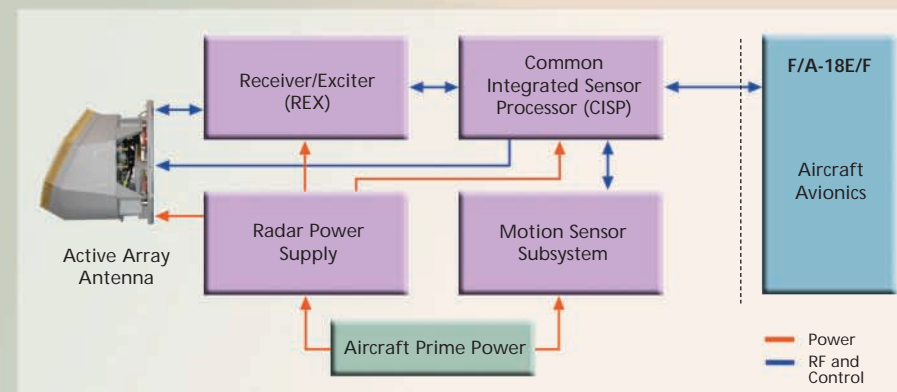 Receiver/Exciter
(REX)
Common
Integrated Sensor
Processor (CISP)
F/A-18E/F
Aircraft
Avionics
Active Array
Antenna
Radar Power
Supply
Motion Sensor
Subsystem
Aircraft Prime Power
Power
RF and
Control